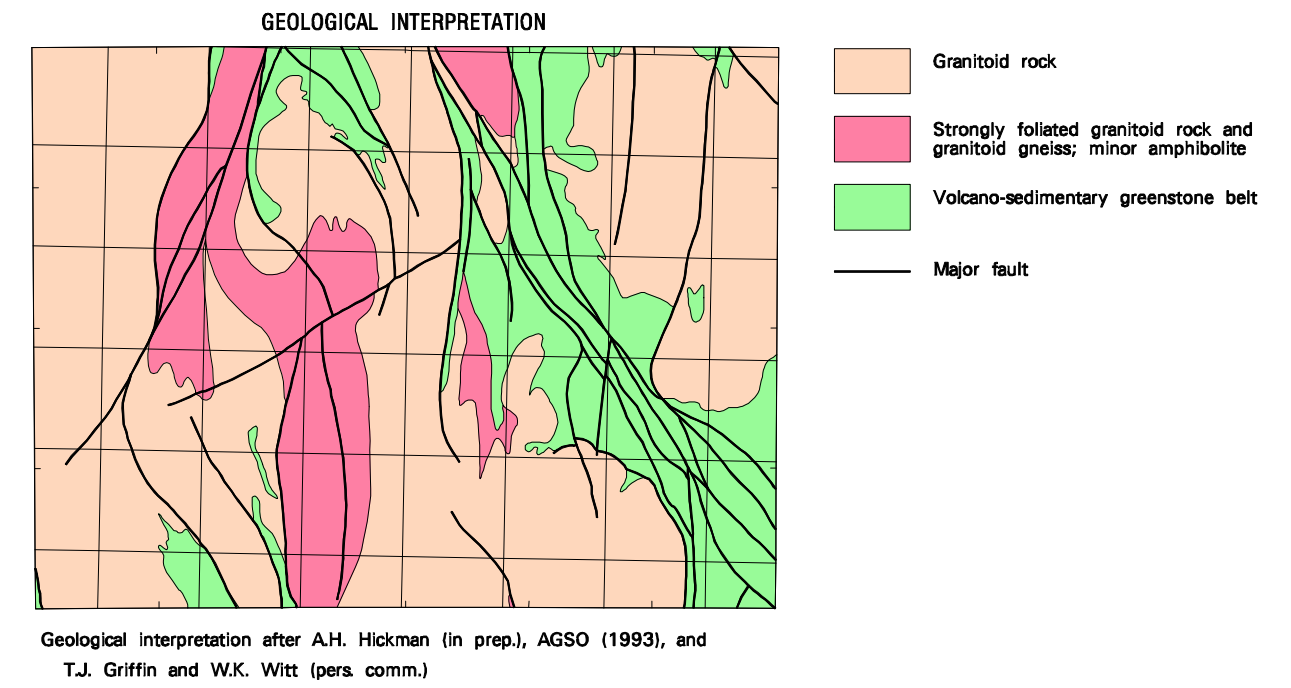 GEOLOGICAL INTERPRETATION
Granitoid rock
Strongly foliated granitoid rock and
granitoid gneiss; minor amphibolite
Volcano-sedimentary greenstone belt
Major fault
Geological interpretation after A.H. Hickman (in prep.), AGSO (1993), and
T.J. Griffin and W.K. Witt (pers. comm.)